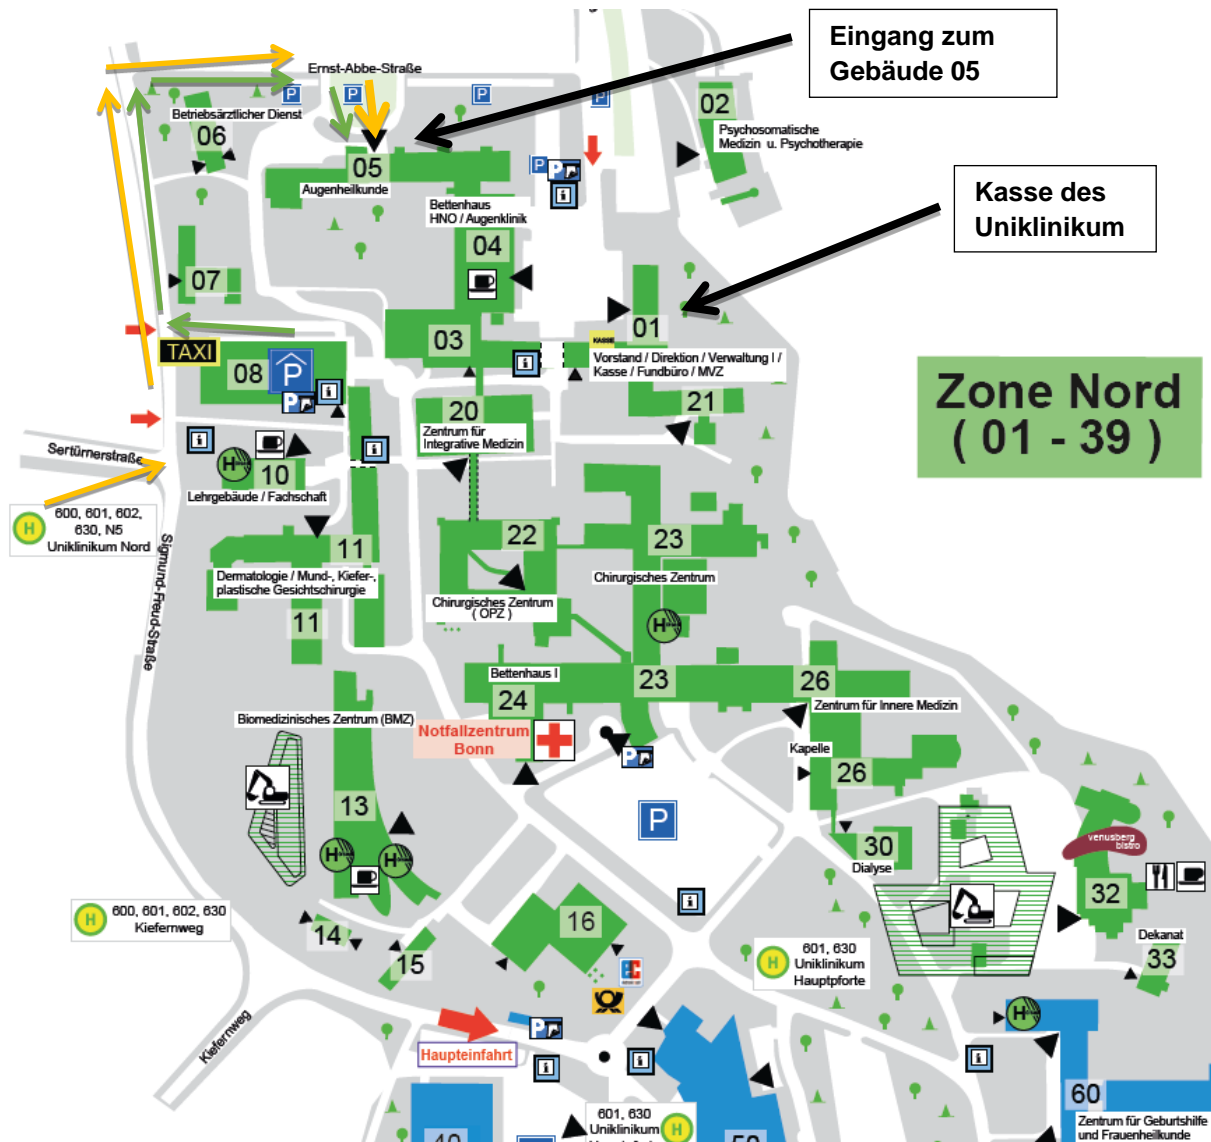 Eingang zum
Gebäude 05
Ernst-Abbe-Straße
P
P
P
P
Betriebsärztlicher Dienst
06
02
Psychosomatische
Medizin u. Psychotherapie
05
Augenheilkunde
P
P
i
Kasse des
Uniklinikum
Bettenhaus
HNO / Augenklinik
04
07
03
01
KASSE
TAXI
08
P
P
i
i
Vorstand / Direktion / Verwaltung I /
Kasse / Fundbüro / MVZ
Zone Nord
( 01 - 39 )
20
21
Zentrum für
Integrative Medizin
i
i
Sertürnerstraße
H
10
Lehrgebäude / Fachschaft
H
600, 601, 602,
630, N5
Uniklinikum Nord
Sigmund-Freud-Straße
22
23
11
Dermatologie / Mund-, Kiefer-,
plastische Gesichtschirurgie
Chirurgisches Zentrum
Chirurgisches Zentrum
( OPZ )
11
H
Bettenhaus I
24
23
26
Zentrum für Innere Medizin
Biomedizinisches Zentrum (BMZ)
Notfallzentrum
Bonn
P
Kapelle
26
13
P
venusberg
bistro
30
Dialyse
H
H
32
i
H
600, 601, 602, 630
Kiefernweg
14
15
16
EC
H
601, 630
Uniklinikum
Hauptpforte
Dekanat
33
Kiefernweg
P
H
Haupteinfahrt
i
i
i
60
Zentrum für Geburtshilfe
und Frauenheilkunde
601, 630
Uniklinikum
H